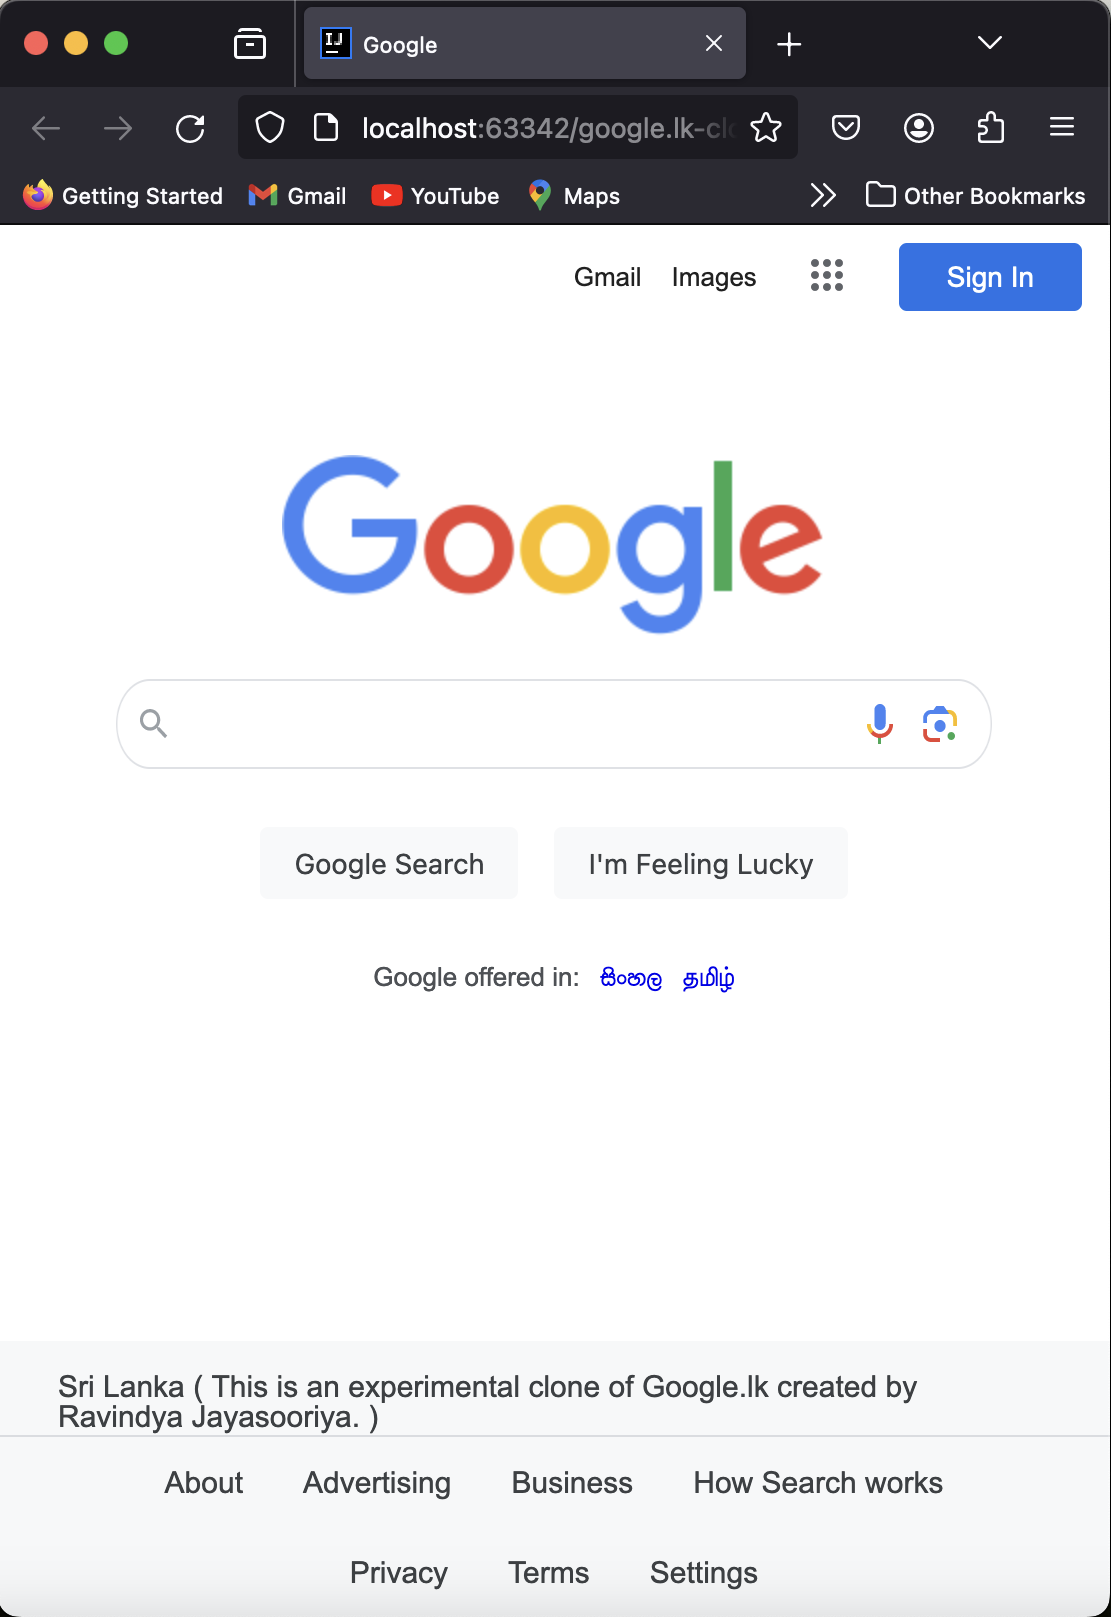 IJ Google
localhost:63342/google.lk-clo
Getting Started Gmail YouTube Maps Other Bookmarks
Gmail Images Sign In
Google
Google Search I'm Feeling Lucky
Google offered in: සිංහල தமிழ்
Sri Lanka ( This is an experimental clone of Google.lk created by
Ravindya Jayasooriya. )
About Advertising Business How Search works
Privacy Terms Settings